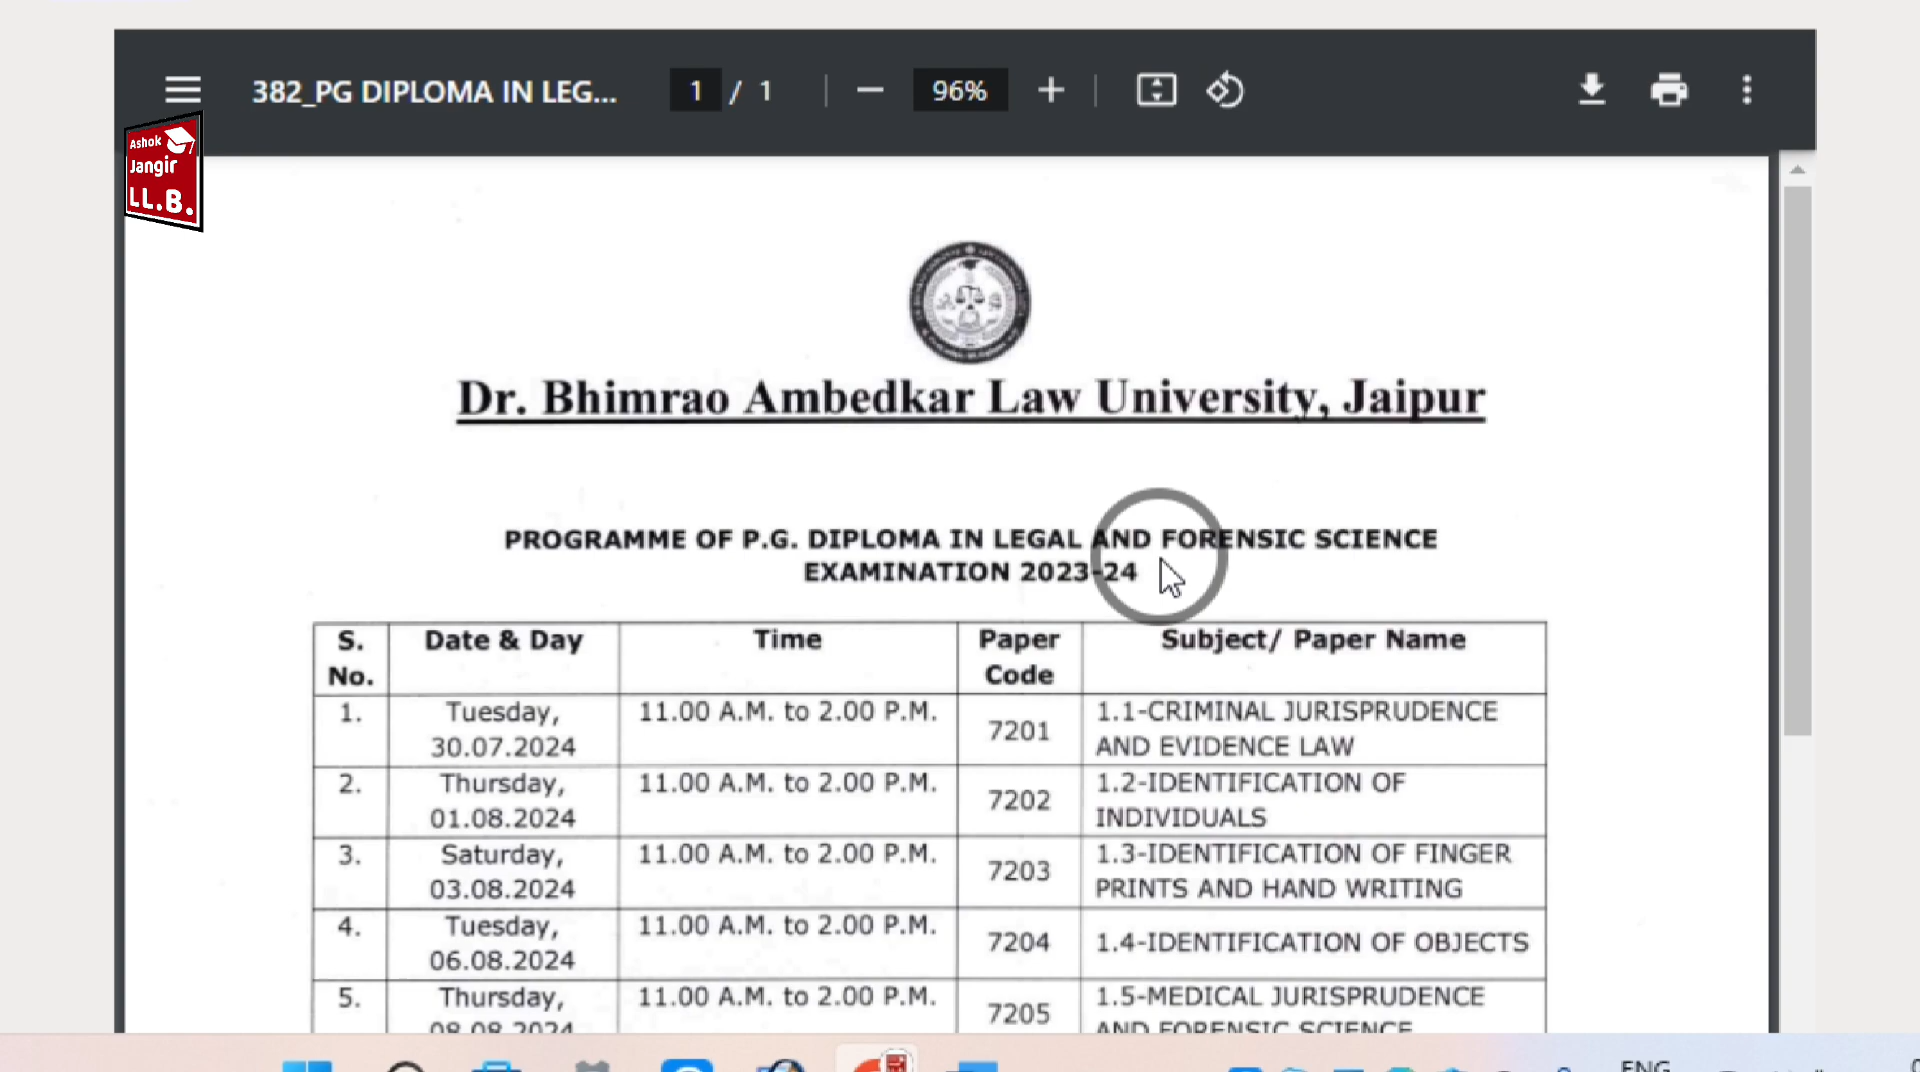 382_PG DIPLOMA IN LEG...
1 / 1
96%
Ashok
Jangir
LL.B.
Dr. Bhimrao Ambedkar Law University, Jaipur
PROGRAMME OF P.G. DIPLOMA IN LEGAL AND FORENSIC SCIENCE
EXAMINATION 2023-24
S. No. Date & Day Time Paper Code Subject/ Paper Name
1. Tuesday, 30.07.2024 11.00 A.M. to 2.00 P.M. 7201 1.1-CRIMINAL JURISPRUDENCE AND EVIDENCE LAW
2. Thursday, 01.08.2024 11.00 A.M. to 2.00 P.M. 7202 1.2-IDENTIFICATION OF INDIVIDUALS
3. Saturday, 03.08.2024 11.00 A.M. to 2.00 P.M. 7203 1.3-IDENTIFICATION OF FINGER PRINTS AND HAND WRITING
4. Tuesday, 06.08.2024 11.00 A.M. to 2.00 P.M. 7204 1.4-IDENTIFICATION OF OBJECTS
5. Thursday, 08.08.2024 11.00 A.M. to 2.00 P.M. 7205 1.5-MEDICAL JURISPRUDENCE AND FORENSIC SCIENCE
ENG